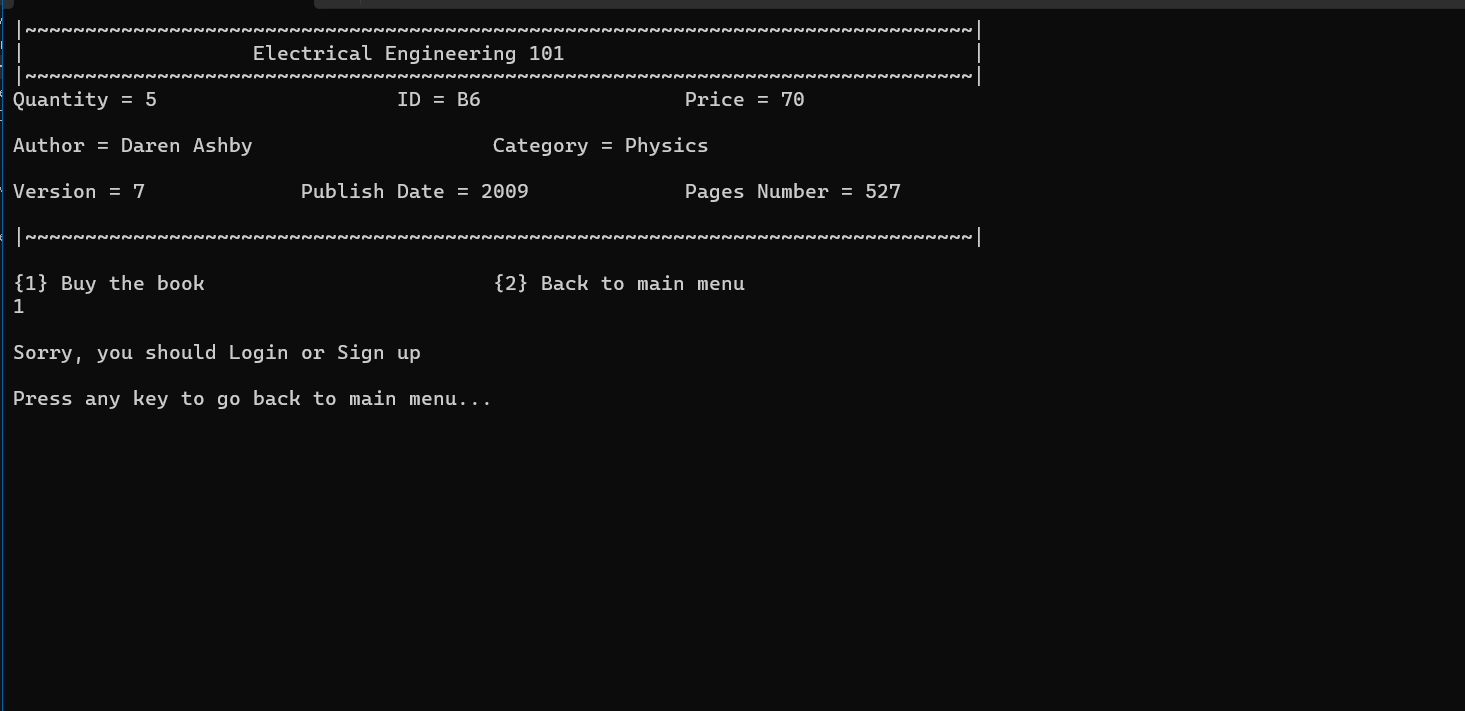 |~~~~~~~~~~~~~~~~~~~~~~~~~~~~~~~~~~~~~~~~~~~~~~~~~~~~~~~~~~~~~~~~~~~~~~~~~~~~~~~|
| Electrical Engineering 101 |
|~~~~~~~~~~~~~~~~~~~~~~~~~~~~~~~~~~~~~~~~~~~~~~~~~~~~~~~~~~~~~~~~~~~~~~~~~~~~~~~|
Quantity = 5 ID = B6 Price = 70
Author = Daren Ashby Category = Physics
Version = 7 Publish Date = 2009 Pages Number = 527
|~~~~~~~~~~~~~~~~~~~~~~~~~~~~~~~~~~~~~~~~~~~~~~~~~~~~~~~~~~~~~~~~~~~~~~~~~~~~~~~|
{1} Buy the book {2} Back to main menu
1
Sorry, you should Login or Sign up
Press any key to go back to main menu...